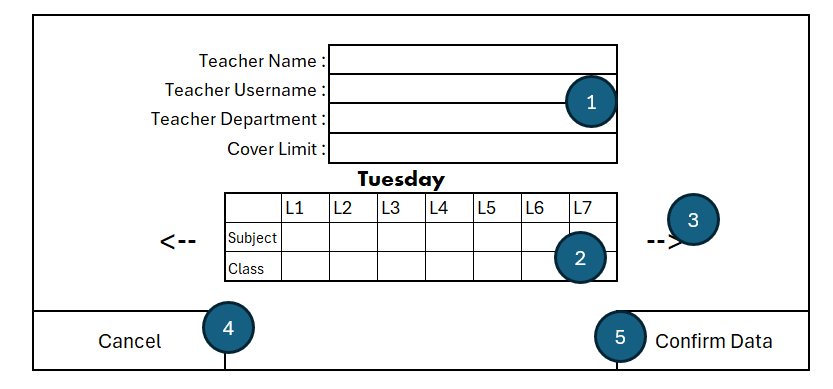 Teacher Name :
Teacher Username :
1
Teacher Department :
Cover Limit :
Tuesday
L1 L2 L3 L4 L5 L6 L7
3
<-- Subject -->
2
Class
4
5
Cancel
Confirm Data